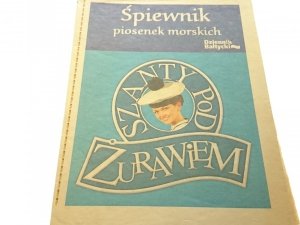 Śpiewnik
piosenek morskich
Dziennik
Bałtycki
SZANTY POD
ŻURAWIEM